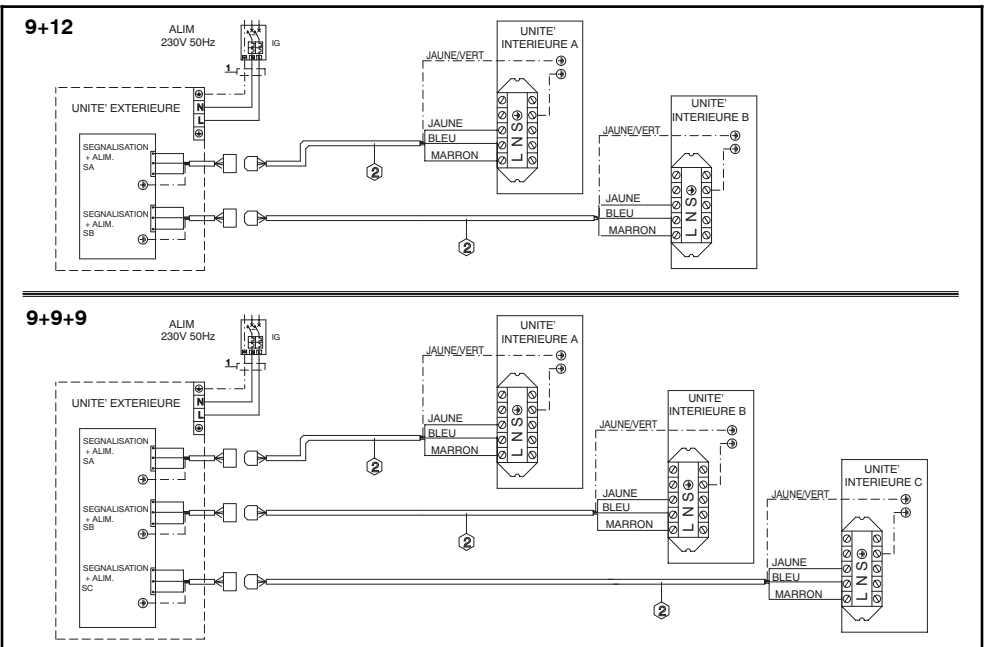 9+12
ALIM
230V 50Hz
IG
1
UNITE' EXTERIEURE
N
L
SEGNALISATION
+ ALIM.
SA
SEGNALISATION
+ ALIM.
SB
UNITE'
INTERIEURE A
JAUNE/VERT
JAUNE
BLEU
MARRON
L N S
2
UNITE'
INTERIEURE B
JAUNE/VERT
JAUNE
BLEU
MARRON
L N S
2
9+9+9
ALIM
230V 50Hz
IG
1
UNITE' EXTERIEURE
N
L
SEGNALISATION
+ ALIM.
SA
SEGNALISATION
+ ALIM.
SB
SEGNALISATION
+ ALIM.
SC
UNITE'
INTERIEURE A
JAUNE/VERT
JAUNE
BLEU
MARRON
L N S
2
UNITE'
INTERIEURE B
JAUNE/VERT
JAUNE
BLEU
MARRON
L N S
2
UNITE'
INTERIEURE C
JAUNE/VERT
JAUNE
BLEU
MARRON
L N S
2